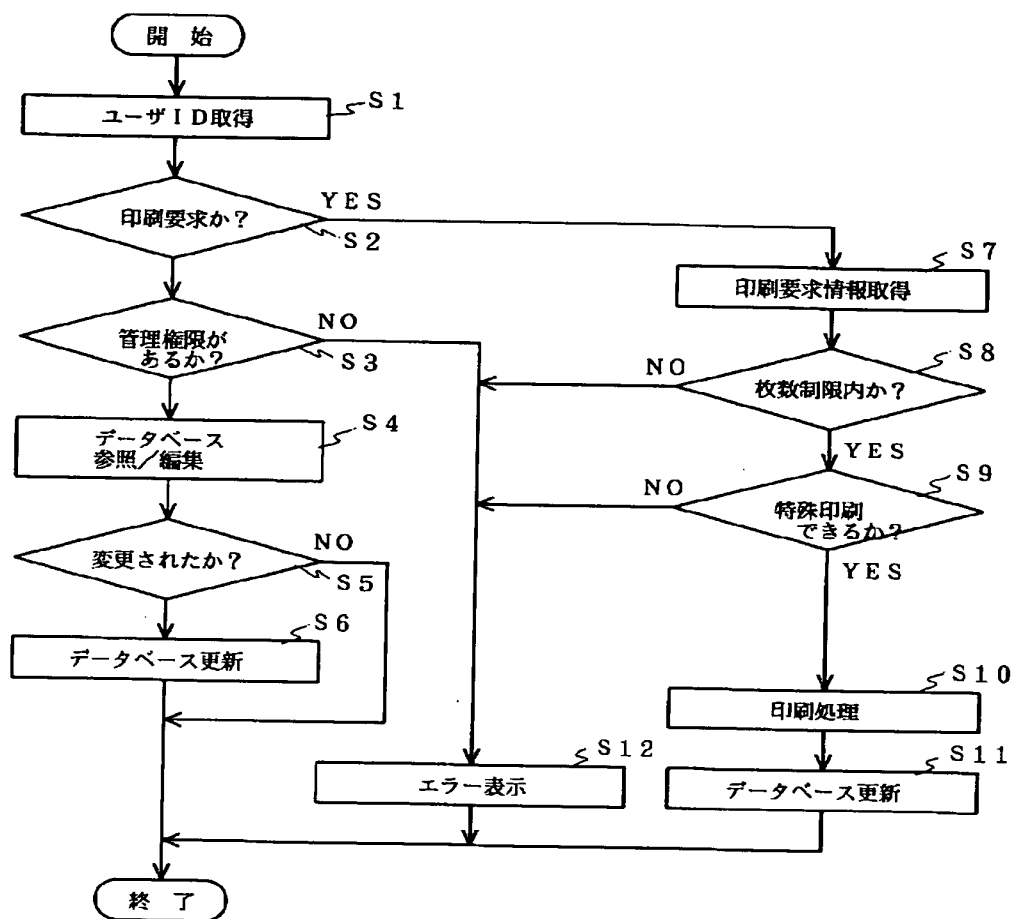 開 始
ユーザID取得
S1
印刷要求か？
YES
S2
管理権限が
あるか？
NO
S3
データベース
参照／編集
S4
変更されたか？
NO
S5
データベース更新
S6
印刷要求情報取得
S7
枚数制限内か？
S8
NO
YES
特殊印刷
できるか？
S9
NO
YES
印刷処理
S10
データベース更新
S11
エラー表示
S12
終 了